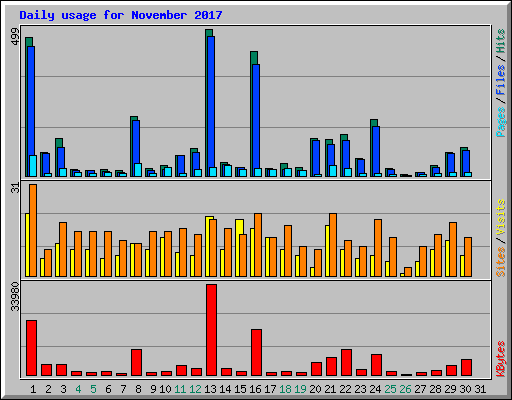 Daily usage for November 2017
499
Pages / Files / Hits
31
Sites / Visits
33980
KBytes
1 2 3 4 5 6 7 8 9 10 11 12 13 14 15 16 17 18 19 20 21 22 23 24 25 26 27 28 29 30 31